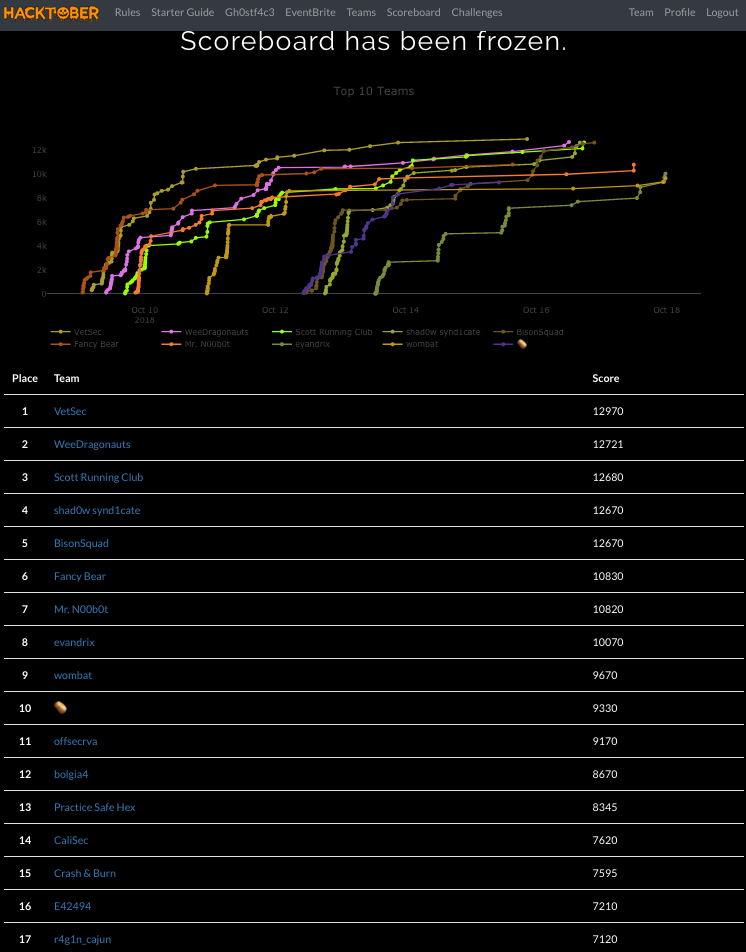 HACKTOBER Rules Starter Guide Gh0stf4c3 EventBrite Teams Scoreboard Challenges Team Profile Logout
Scoreboard has been frozen.
Top 10 Teams
12k
10k
8k
6k
4k
2k
0
Oct 10 Oct 12 Oct 14 Oct 16 Oct 18
2018
VetSec WeeDragonauts Scott Running Club shad0w synd1cate BisonSquad
Fancy Bear Mr. N00b0t evandrix wombat
Place Team Score
1 VetSec 12970
2 WeeDragonauts 12721
3 Scott Running Club 12680
4 shad0w synd1cate 12670
5 BisonSquad 12670
6 Fancy Bear 10830
7 Mr. N00b0t 10820
8 evandrix 10070
9 wombat 9670
10 9330
11 offsecrva 9170
12 bolgia4 8670
13 Practice Safe Hex 8345
14 CaliSec 7620
15 Crash & Burn 7595
16 E42494 7210
17 r4g1n_cajun 7120